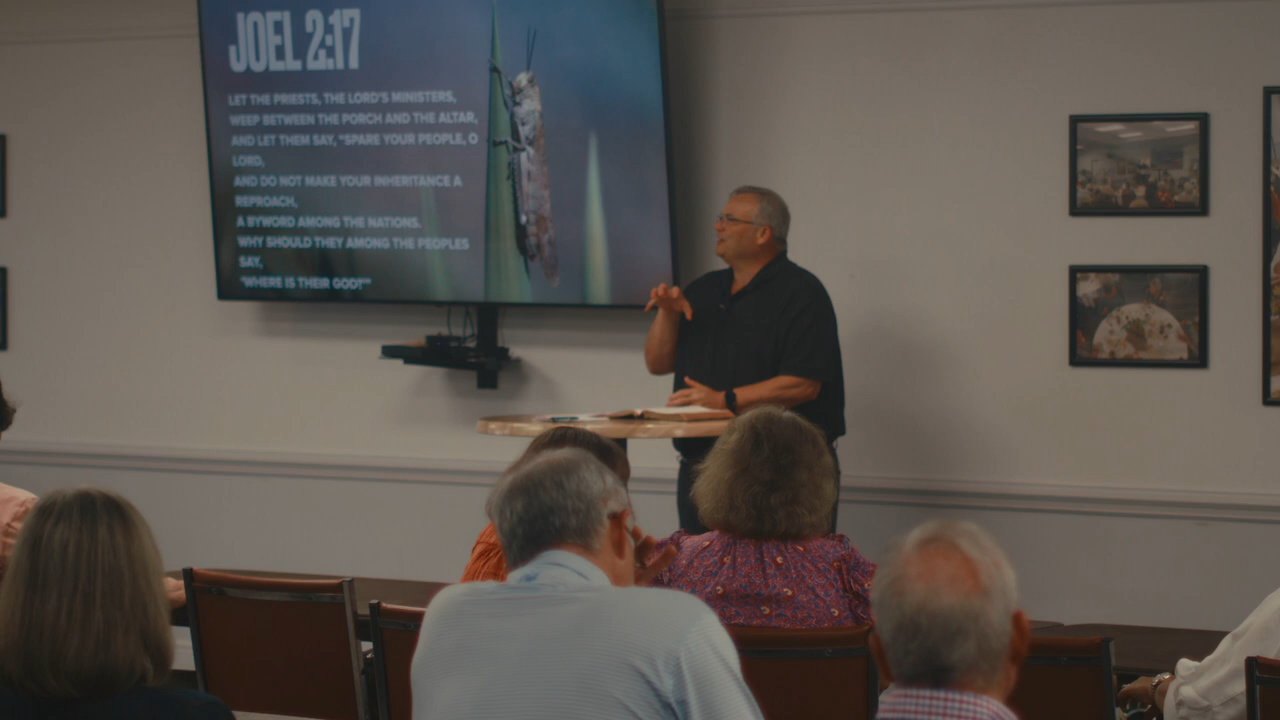 JOEL 2:17
LET THE PRIESTS, THE LORD'S MINISTERS,
WEEP BETWEEN THE PORCH AND THE ALTAR,
AND LET THEM SAY, "SPARE YOUR PEOPLE, O
LORD,
AND DO NOT MAKE YOUR INHERITANCE A
REPROACH,
A BYWORD AMONG THE NATIONS.
WHY SHOULD THEY AMONG THE PEOPLES
SAY,
"WHERE IS THEIR GOD?""